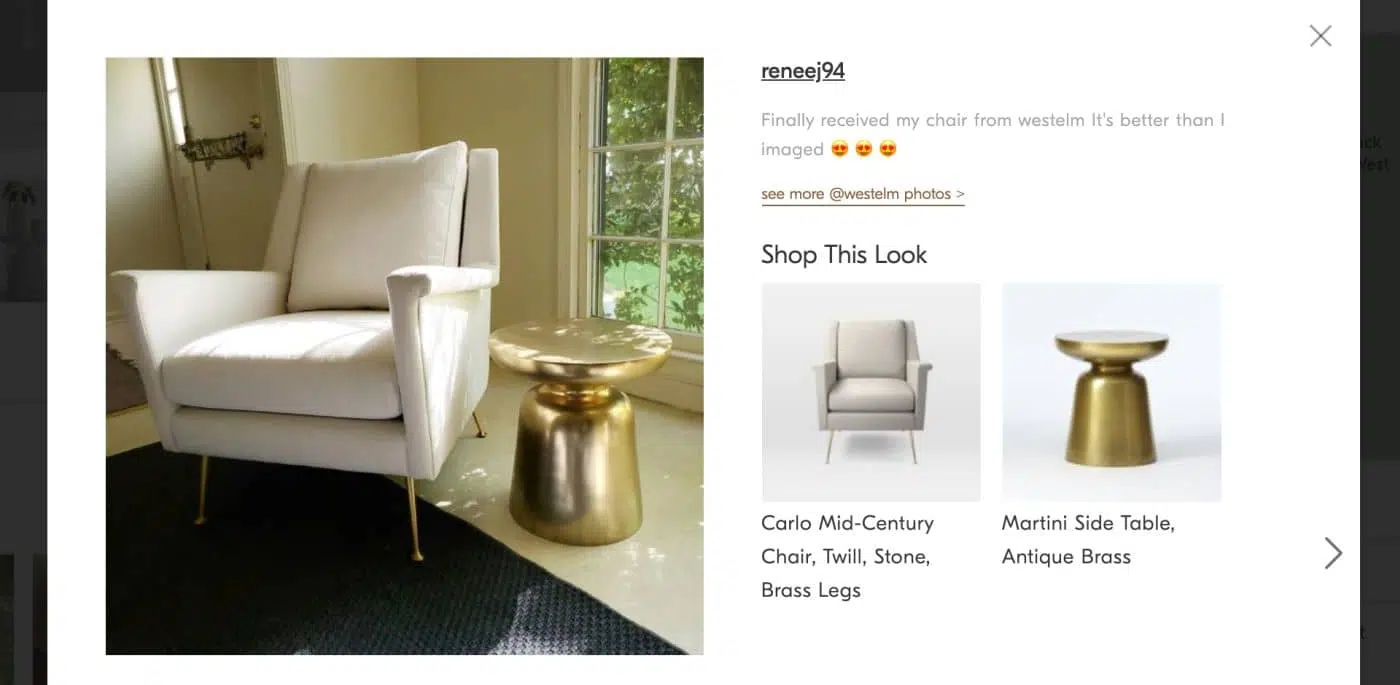 reneej94
Finally received my chair from westelm It's better than I
imaged 😍 😍 😍
see more @westelm photos >
Shop This Look
Carlo Mid-Century
Chair, Twill, Stone,
Brass Legs
Martini Side Table,
Antique Brass